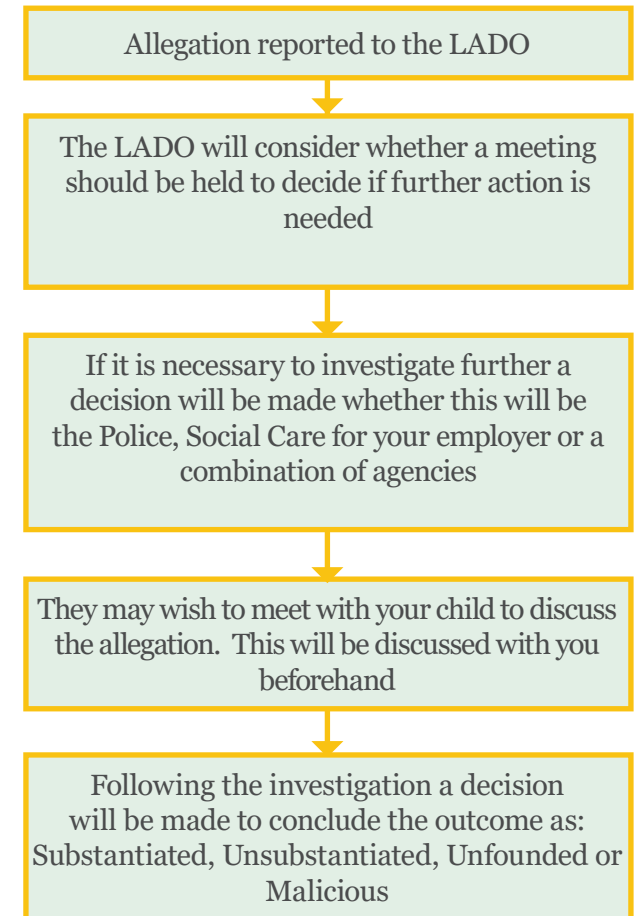 Allegation reported to the LADO
The LADO will consider whether a meeting
should be held to decide if further action is
needed
If it is necessary to investigate further a
decision will be made whether this will be
the Police, Social Care for your employer or a
combination of agencies
They may wish to meet with your child to discuss
the allegation.  This will be discussed with you
beforehand
Following the investigation a decision
will be made to conclude the outcome as:
Substantiated, Unsubstantiated, Unfounded or
Malicious